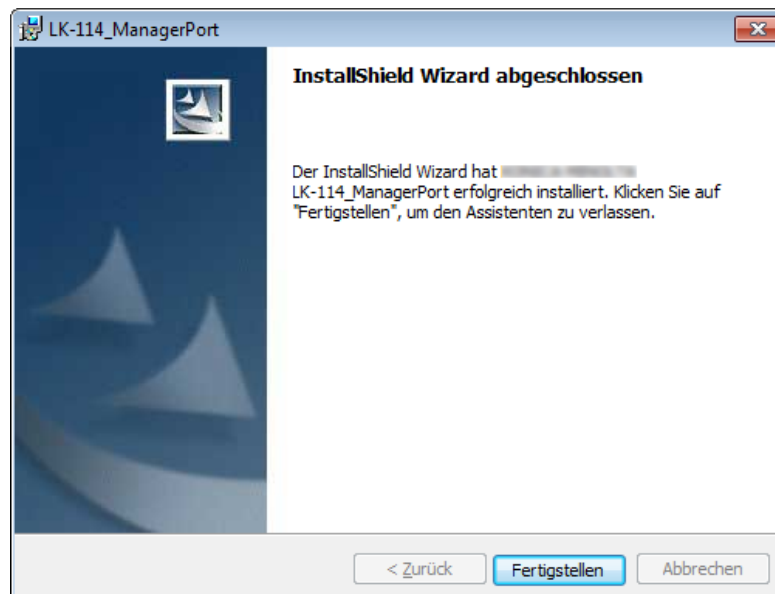 LK-114_ManagerPort
InstallShield Wizard abgeschlossen
Der InstallShield Wizard hat
LK-114_ManagerPort erfolgreich installiert. Klicken Sie auf
"Fertigstellen", um den Assistenten zu verlassen.
< Zurück Fertigstellen Abbrechen